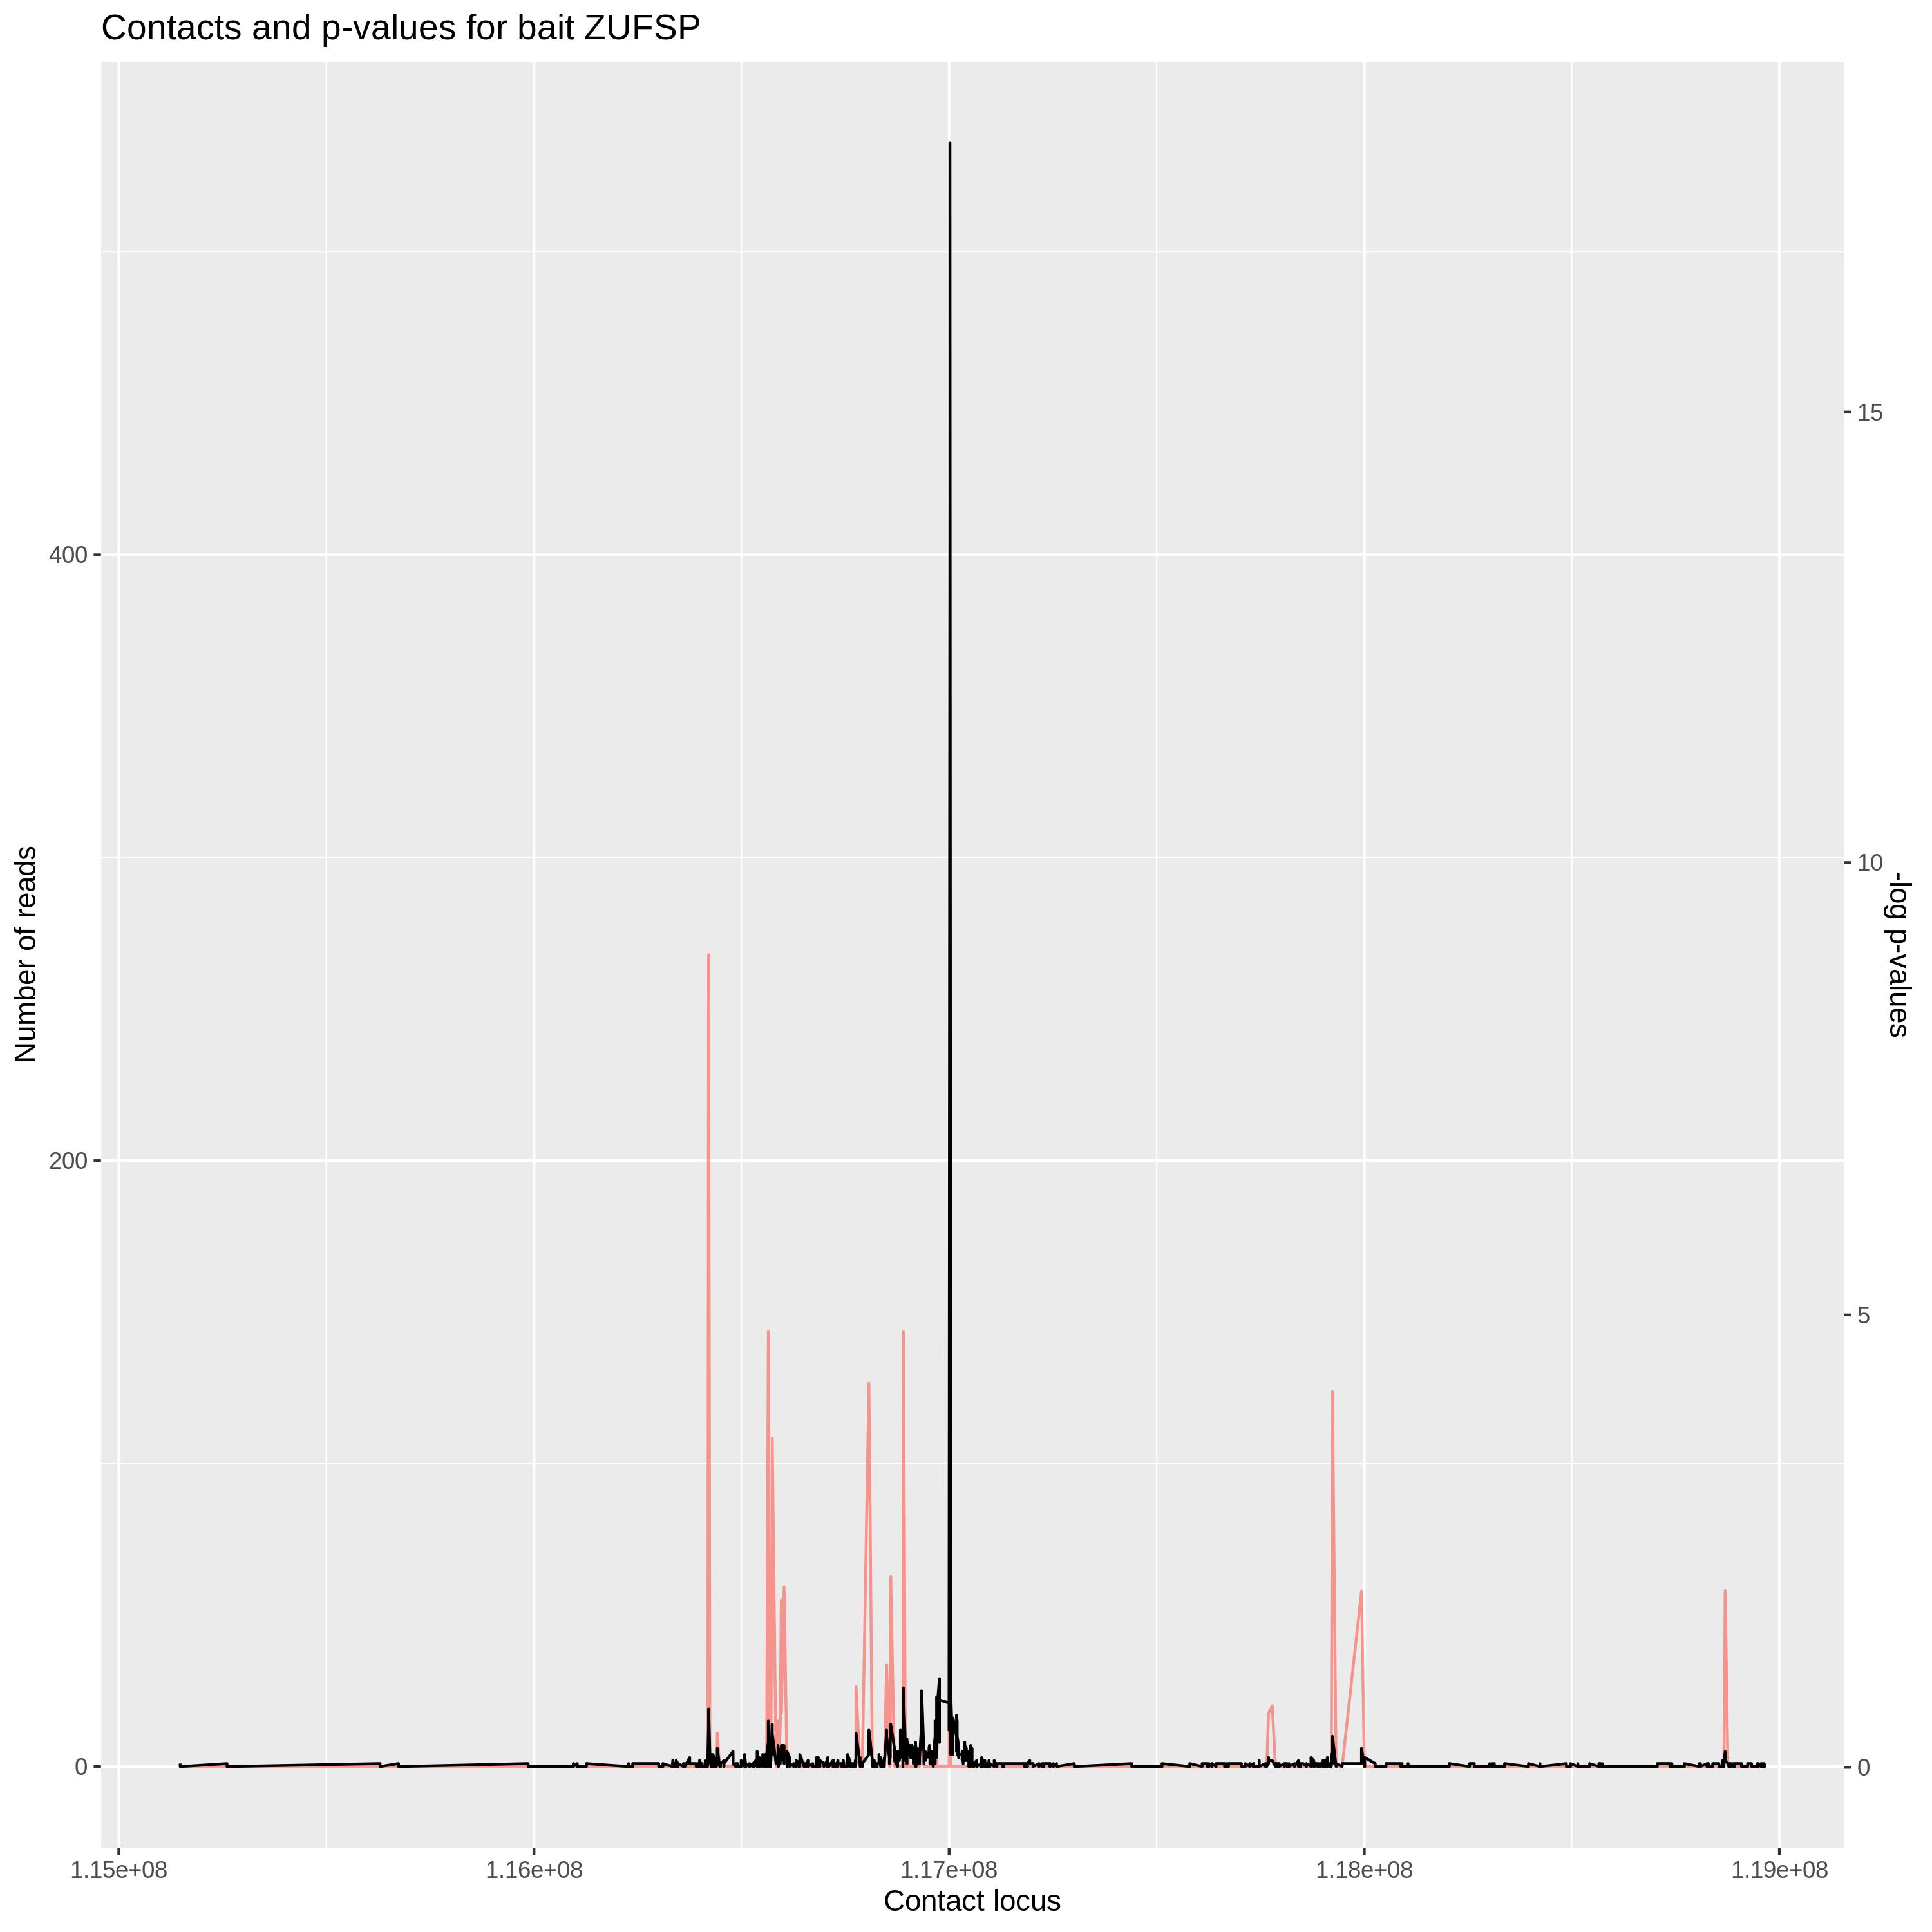 Contacts and p-values for bait ZUFSP
Number of reads
400
200
0
15
10
5
0
-log p-values
1.15e+08
1.16e+08
1.17e+08
1.18e+08
1.19e+08
Contact locus